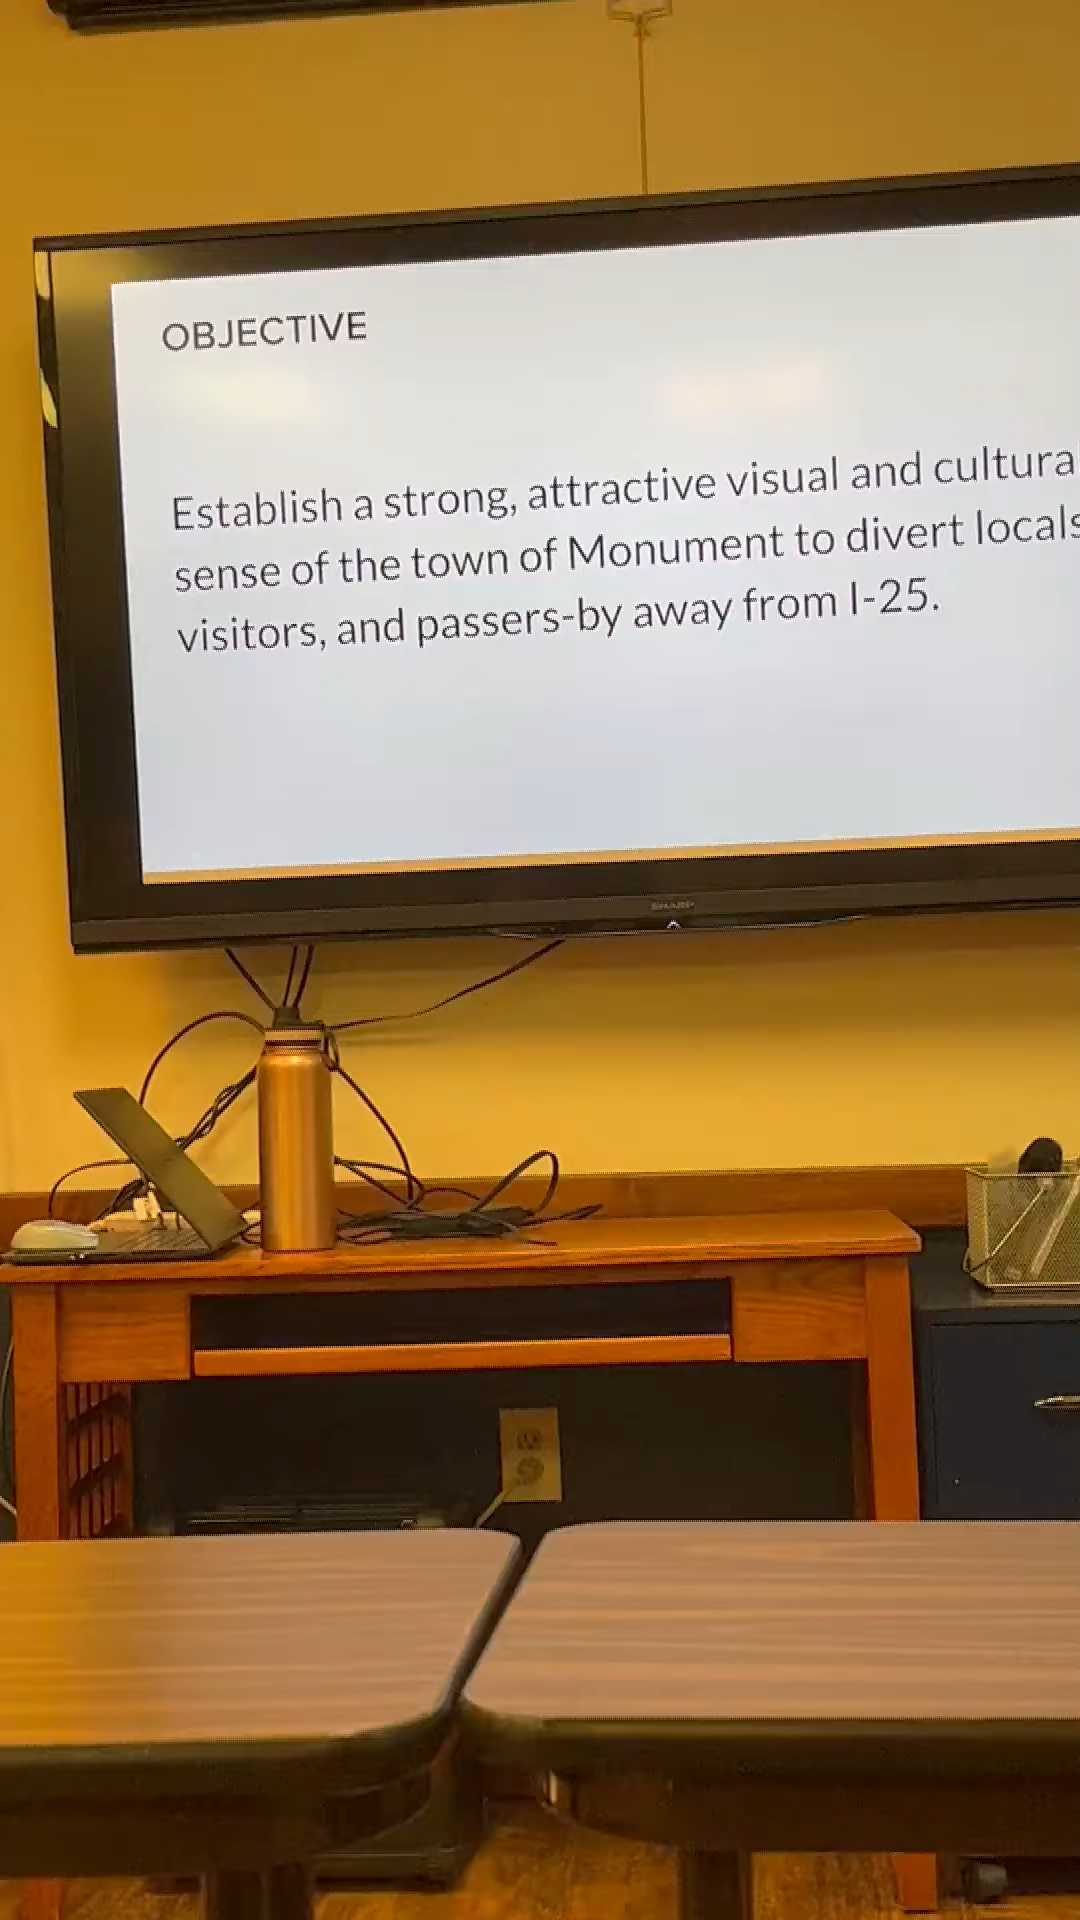 OBJECTIVE
Establish a strong, attractive visual and cultura
sense of the town of Monument to divert locals
visitors, and passers-by away from I-25.
SHARP